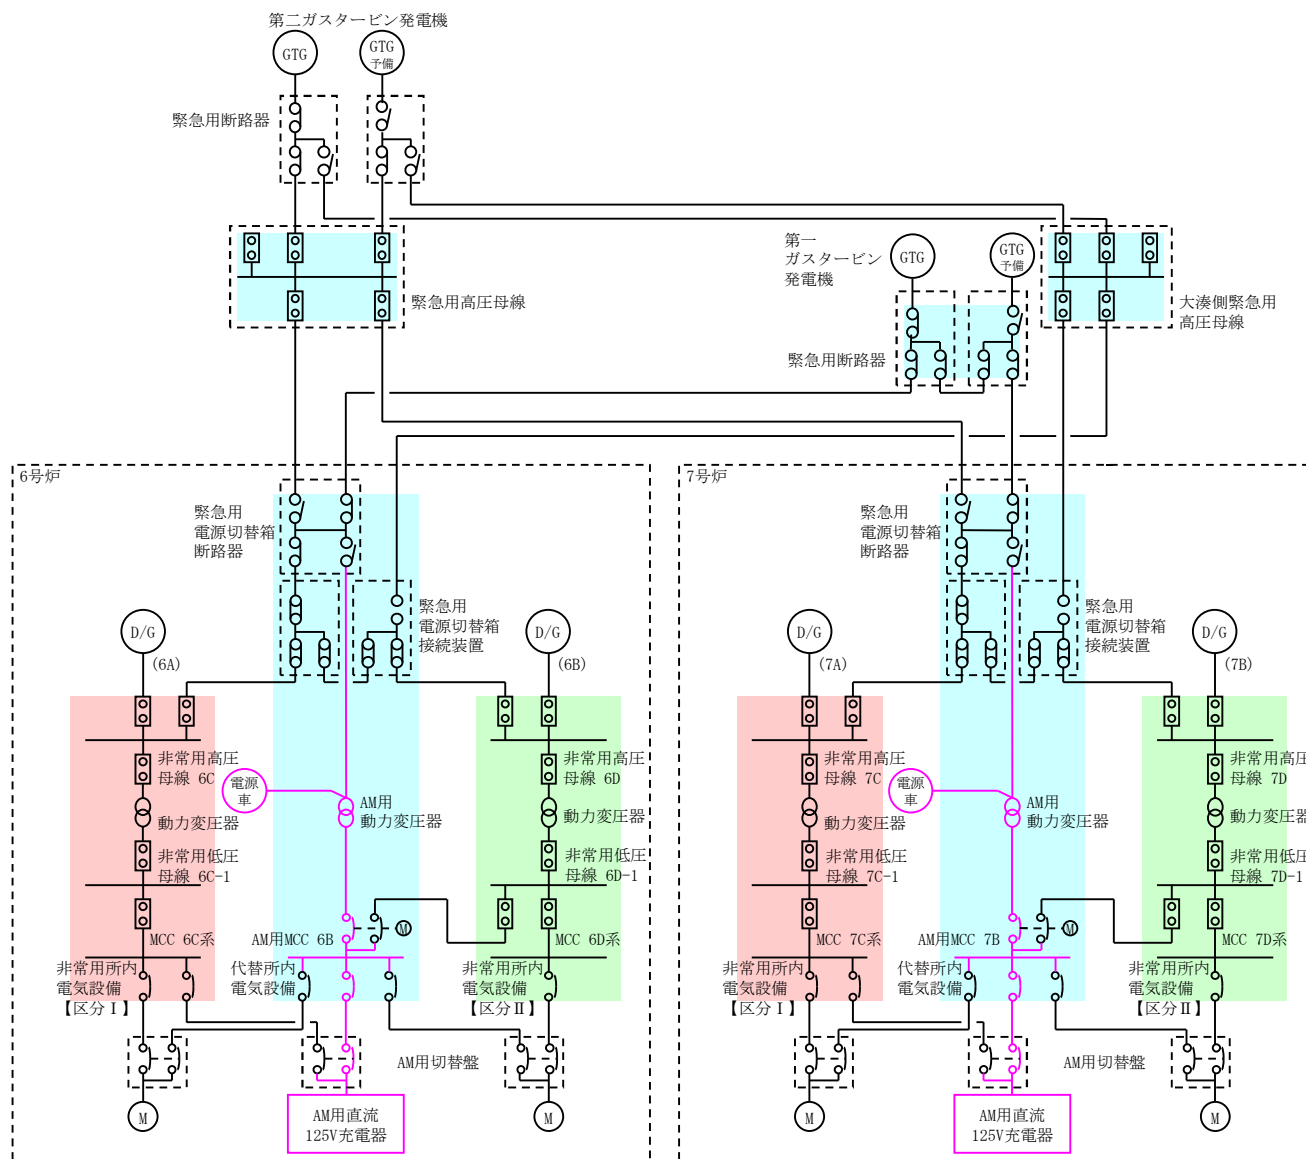 第二ガスタービン発電機
GTG
GTG
予備
緊急用断路器
第一
ガスタービン
発電機
GTG
GTG
予備
緊急用高圧母線
大湊側緊急用
高圧母線
緊急用断路器
6号炉
緊急用
電源切替箱
断路器
緊急用
電源切替箱
接続装置
D/G
(6A)
D/G
(6B)
非常用高圧
母線 6C
電源
車
AM用
動力変圧器
非常用高圧
母線 6D
動力変圧器
動力変圧器
非常用低圧
母線 6C-1
非常用低圧
母線 6D-1
MCC 6C系
AM用MCC 6B
M
MCC 6D系
非常用所内
電気設備
【区分Ⅰ】
代替所内
電気設備
非常用所内
電気設備
【区分Ⅱ】
AM用切替盤
M
AM用直流
125V充電器
M
7号炉
緊急用
電源切替箱
断路器
緊急用
電源切替箱
接続装置
D/G
(7A)
D/G
(7B)
非常用高圧
母線 7C
電源
車
AM用
動力変圧器
非常用高圧
母線 7D
動力変圧器
動力変圧器
非常用低圧
母線 7C-1
非常用低圧
母線 7D-1
MCC 7C系
AM用MCC 7B
M
MCC 7D系
非常用所内
電気設備
【区分Ⅰ】
代替所内
電気設備
非常用所内
電気設備
【区分Ⅱ】
AM用切替盤
M
AM用直流
125V充電器
M